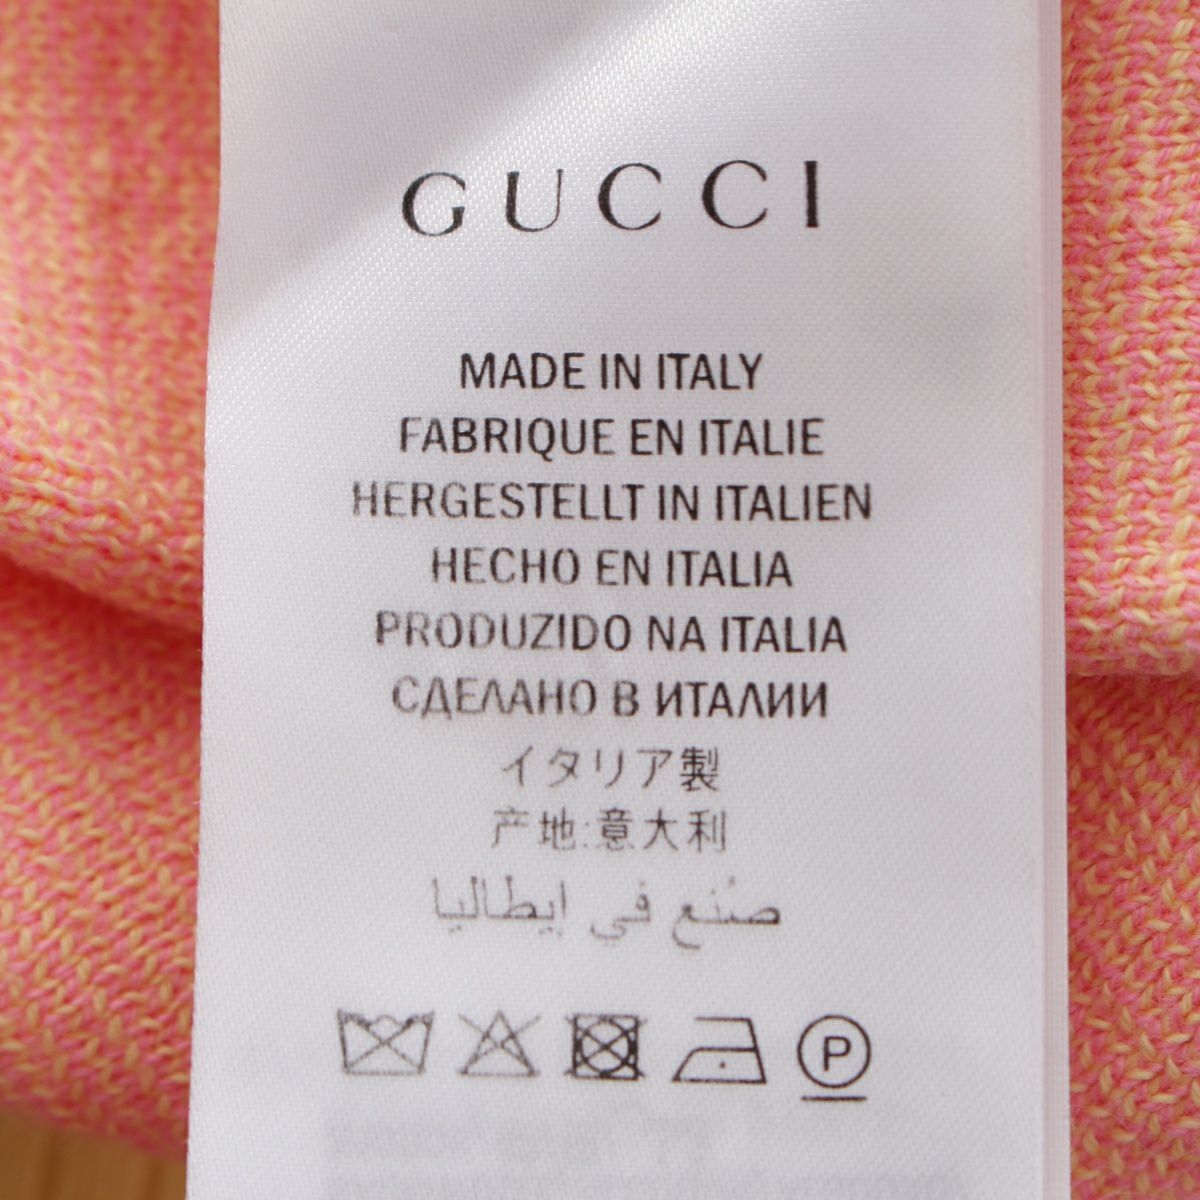 GUCCI
MADE IN ITALY
FABRIQUE EN ITALIE
HERGESTELLT IN ITALIEN
HECHO EN ITALIA
PRODUZIDO NA ITALIA
СДЕЛАНО В ИТАЛИИ
イタリア製
产地:意大利
صُنع في إيطاليا
P